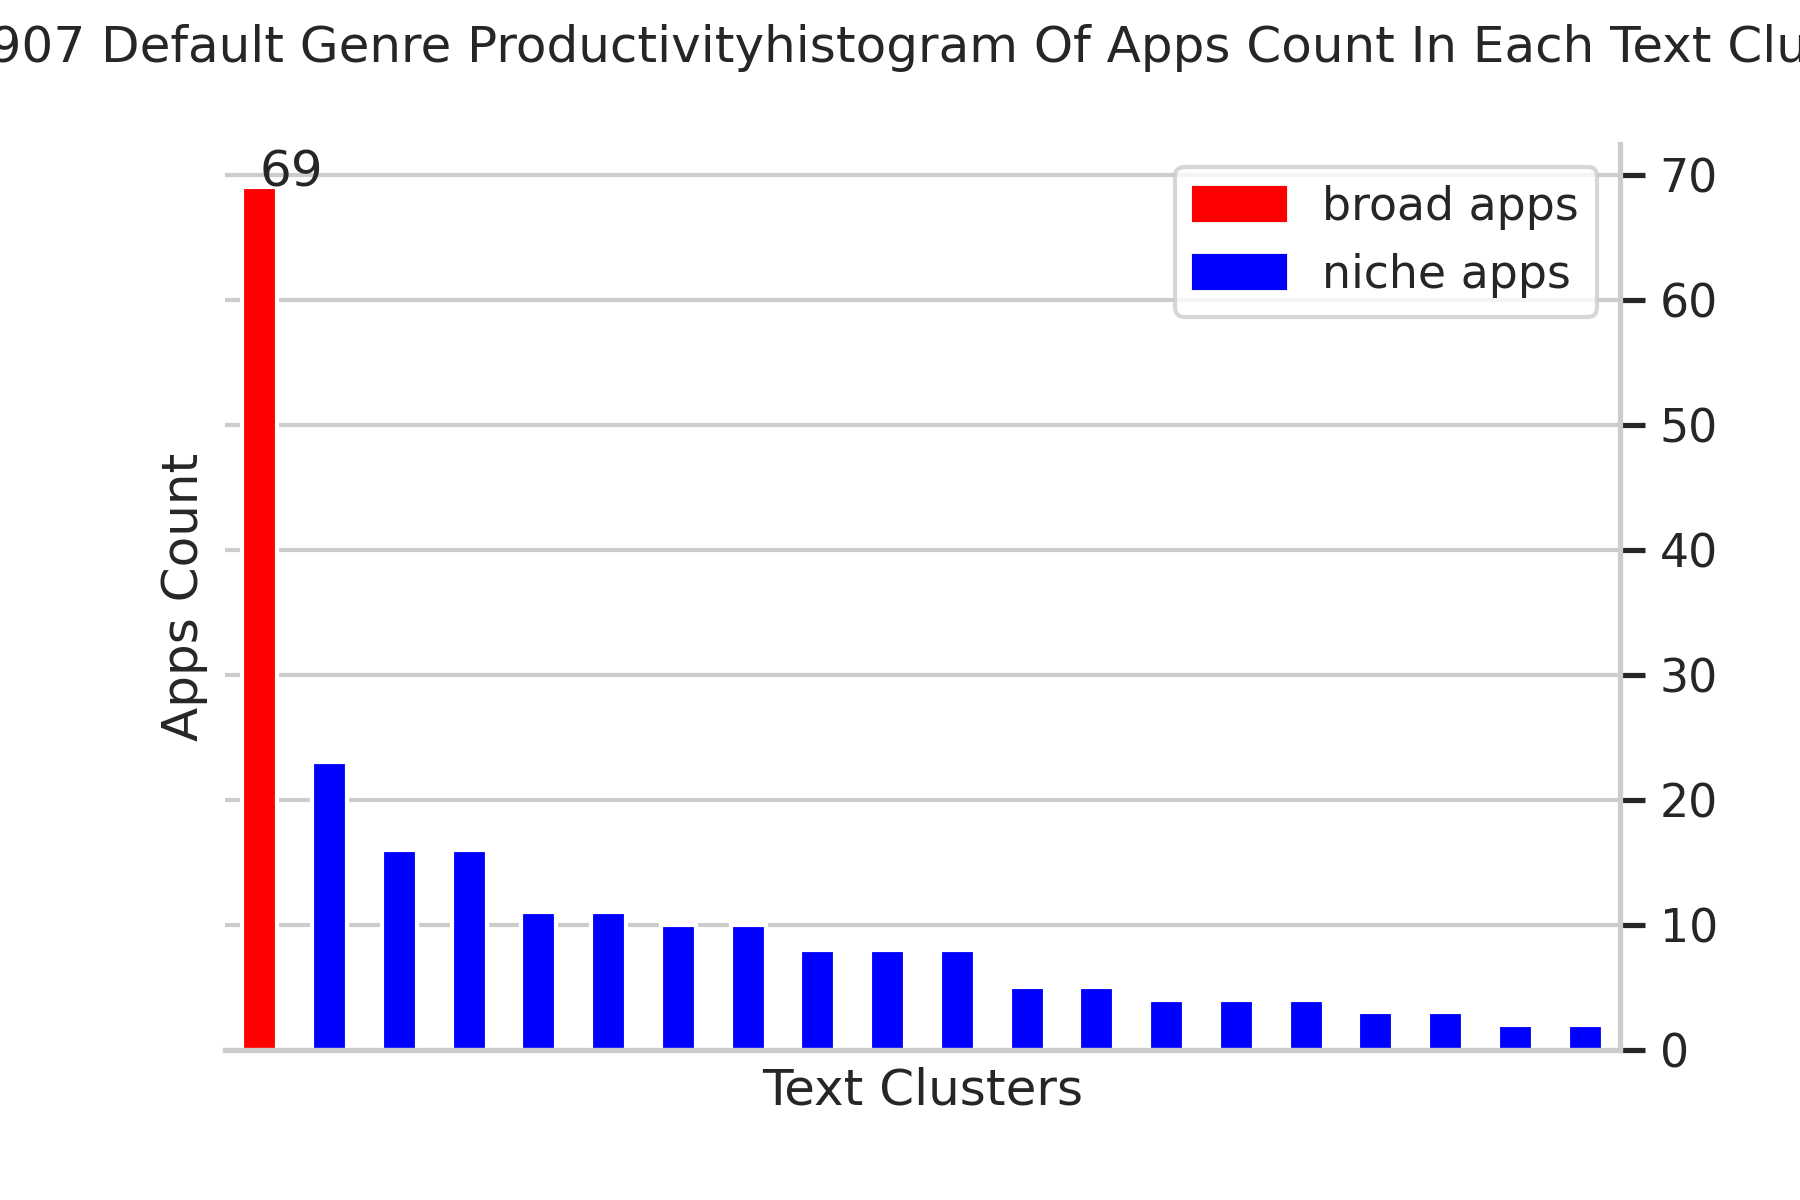 907 Default Genre Productivityhistogram Of Apps Count In Each Text Clu
69
broad apps
niche apps
70
60
50
40
30
20
10
0
Apps Count
Text Clusters